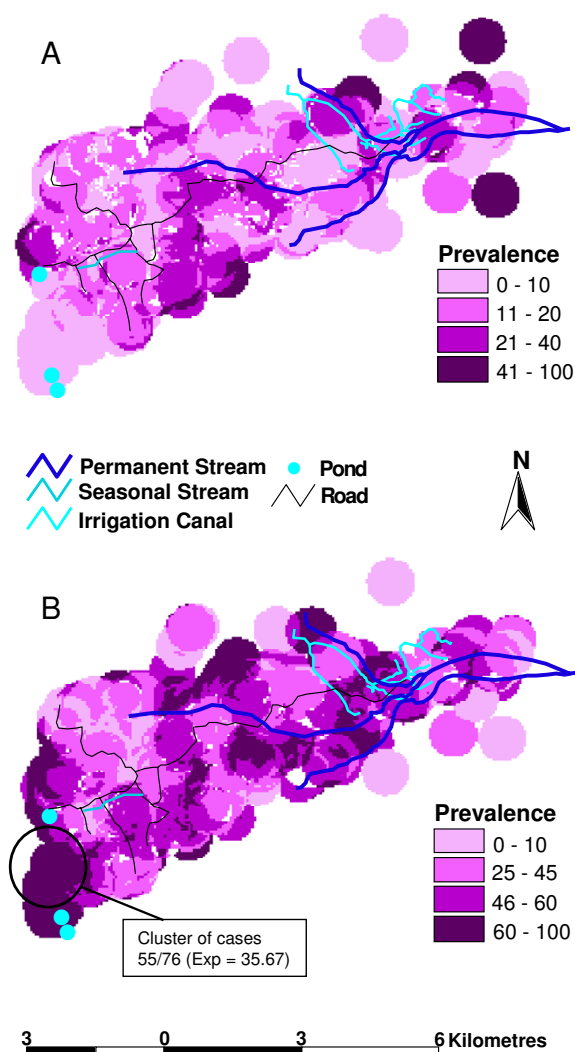 A
Prevalence
0 - 10
11 - 20
21 - 40
41 - 100
Permanent Stream
Seasonal Stream
Irrigation Canal
Pond
Road
N
B
Prevalence
0 - 10
25 - 45
46 - 60
60 - 100
Cluster of cases
55/76 (Exp = 35.67)
3 0 3 6 Kilometres